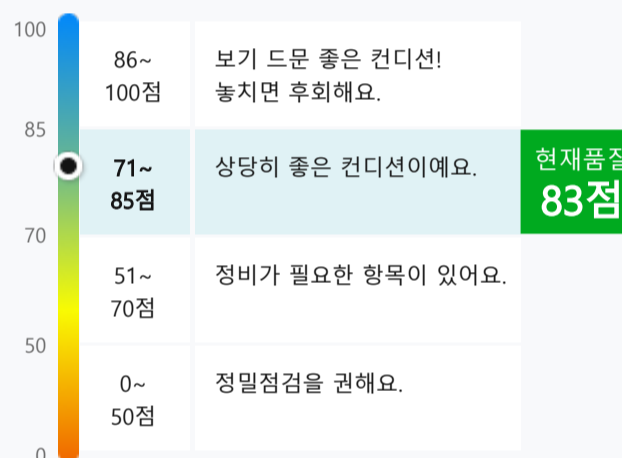 100
86~
100점
보기 드문 좋은 컨디션!
놓치면 후회해요.
85
71~
85점
상당히 좋은 컨디션이예요.
현재품질
83점
70
51~
70점
정비가 필요한 항목이 있어요.
50
0~
50점
정밀점검을 권해요.
0